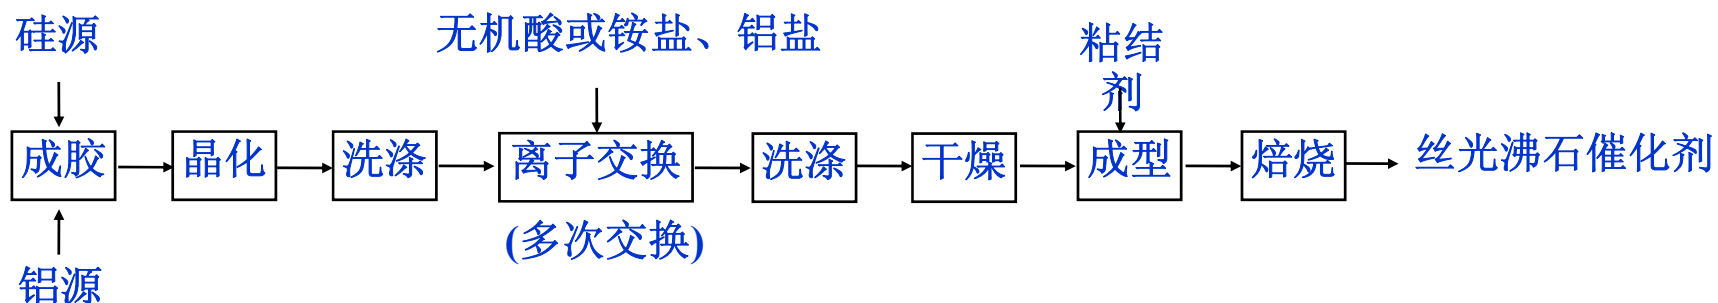 硅源
无机酸或铵盐、铝盐
粘结
剂
成胶
晶化
洗涤
离子交换
洗涤
干燥
成型
焙烧
丝光沸石催化剂
(多次交换)
铝源